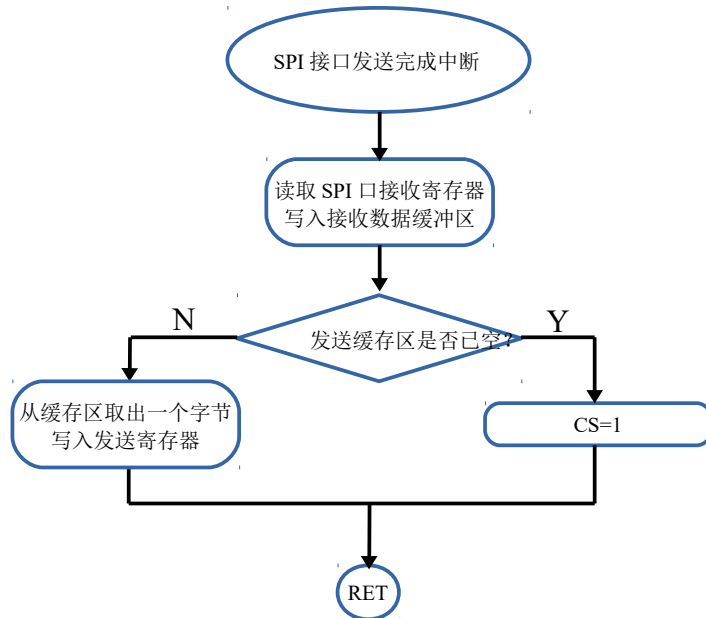 SPI 接口发送完成中断
读取 SPI 口接收寄存器
写入接收数据缓冲区
N
发送缓存区是否已空?
Y
从缓存区取出一个字节
写入发送寄存器
CS=1
RET